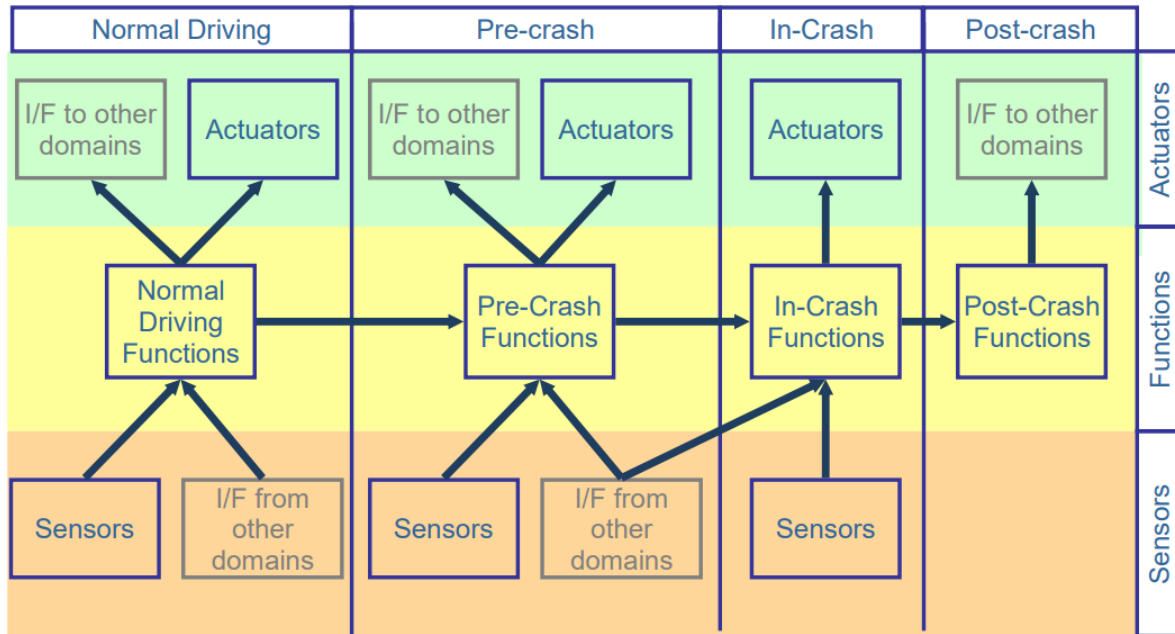 Normal Driving
Pre-crash
In-Crash
Post-crash
I/F to other
domains
Actuators
I/F to other
domains
Actuators
Actuators
I/F to other
domains
Actuators
Normal
Driving
Functions
Pre-Crash
Functions
In-Crash
Functions
Post-Crash
Functions
Functions
Sensors
I/F from
other
domains
Sensors
I/F from
other
domains
Sensors
Sensors